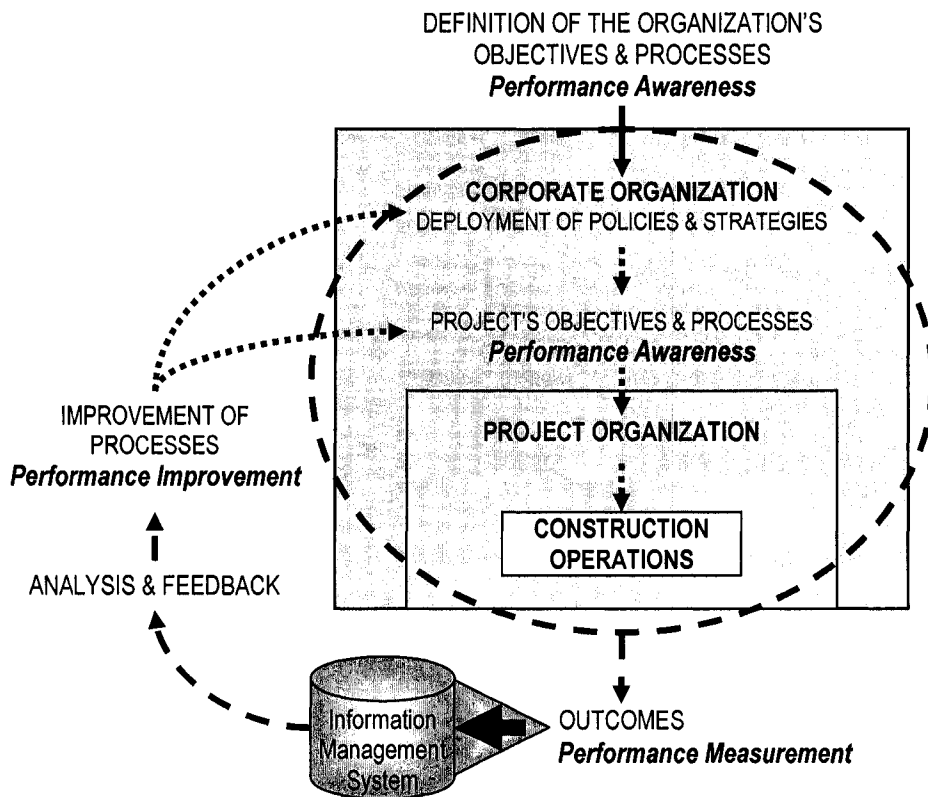 DEFINITION OF THE ORGANIZATION'S
OBJECTIVES & PROCESSES
Performance Awareness
CORPORATE ORGANIZATION
DEPLOYMENT OF POLICIES & STRATEGIES
PROJECT'S OBJECTIVES & PROCESSES
Performance Awareness
PROJECT ORGANIZATION
CONSTRUCTION
OPERATIONS
IMPROVEMENT OF
PROCESSES
Performance Improvement
ANALYSIS & FEEDBACK
Information
Management
System
OUTCOMES
Performance Measurement